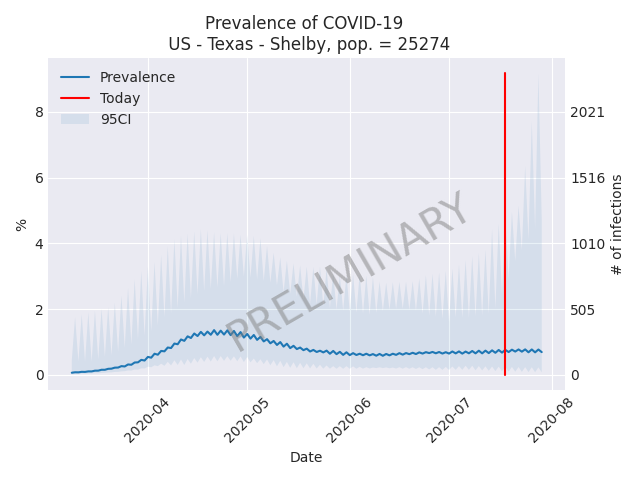 Prevalence of COVID-19
US - Texas - Shelby, pop. = 25274
Prevalence
Today
95CI
PRELIMINARY
%
8
6
4
2
0
2021
1516
1010
505
0
# of infections
2020-04
2020-05
2020-06
2020-07
2020-08
Date